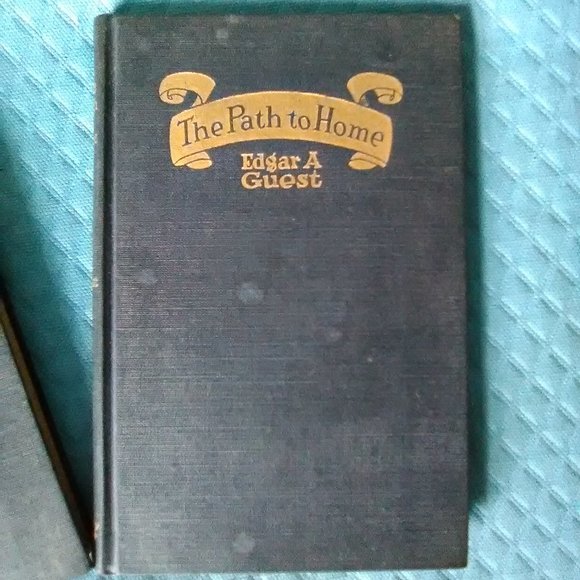 The Path to Home
Edgar A
Guest